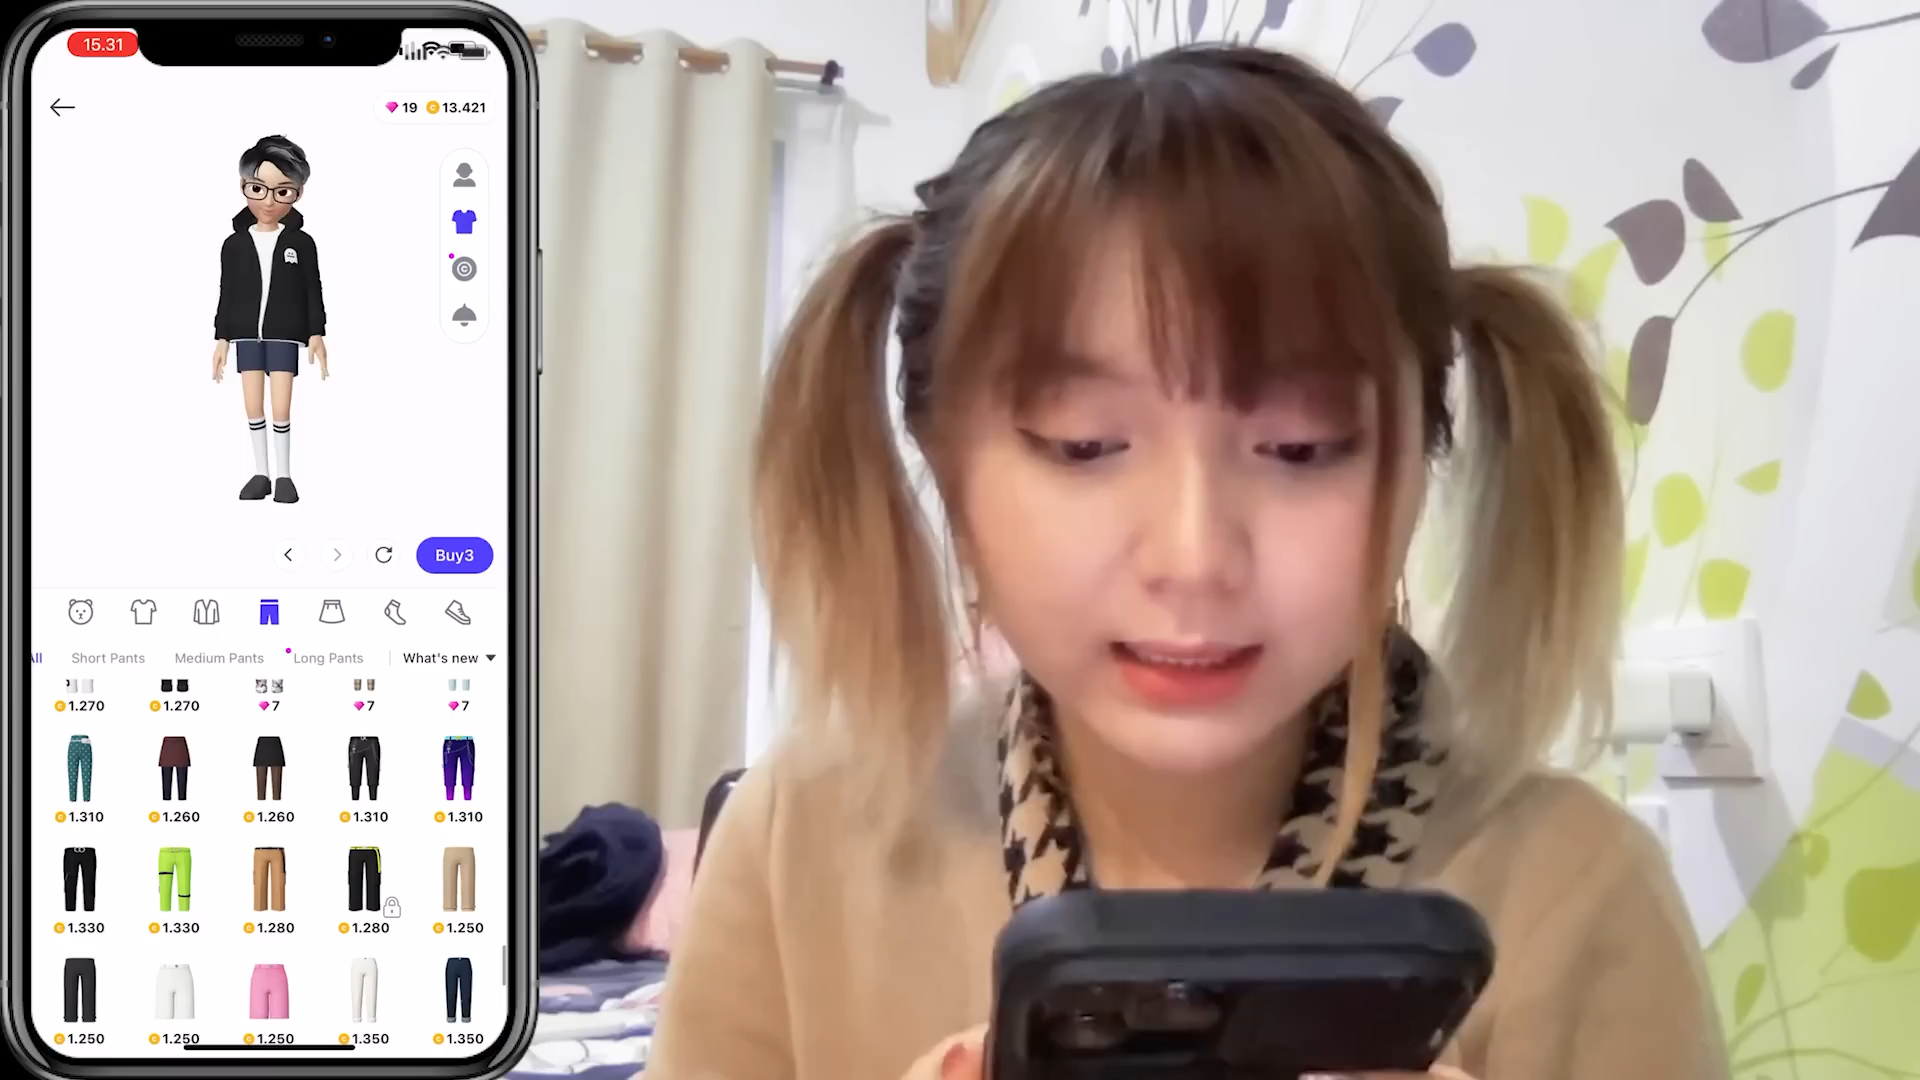 15.31
19 C 13.421
Buy3
All Short Pants Medium Pants Long Pants What's new
1.270 1.270 7 7 7
1.310 1.260 1.260 1.310 1.310
1.330 1.330 1.280 1.280 1.250
1.250 1.250 1.250 1.350 1.350